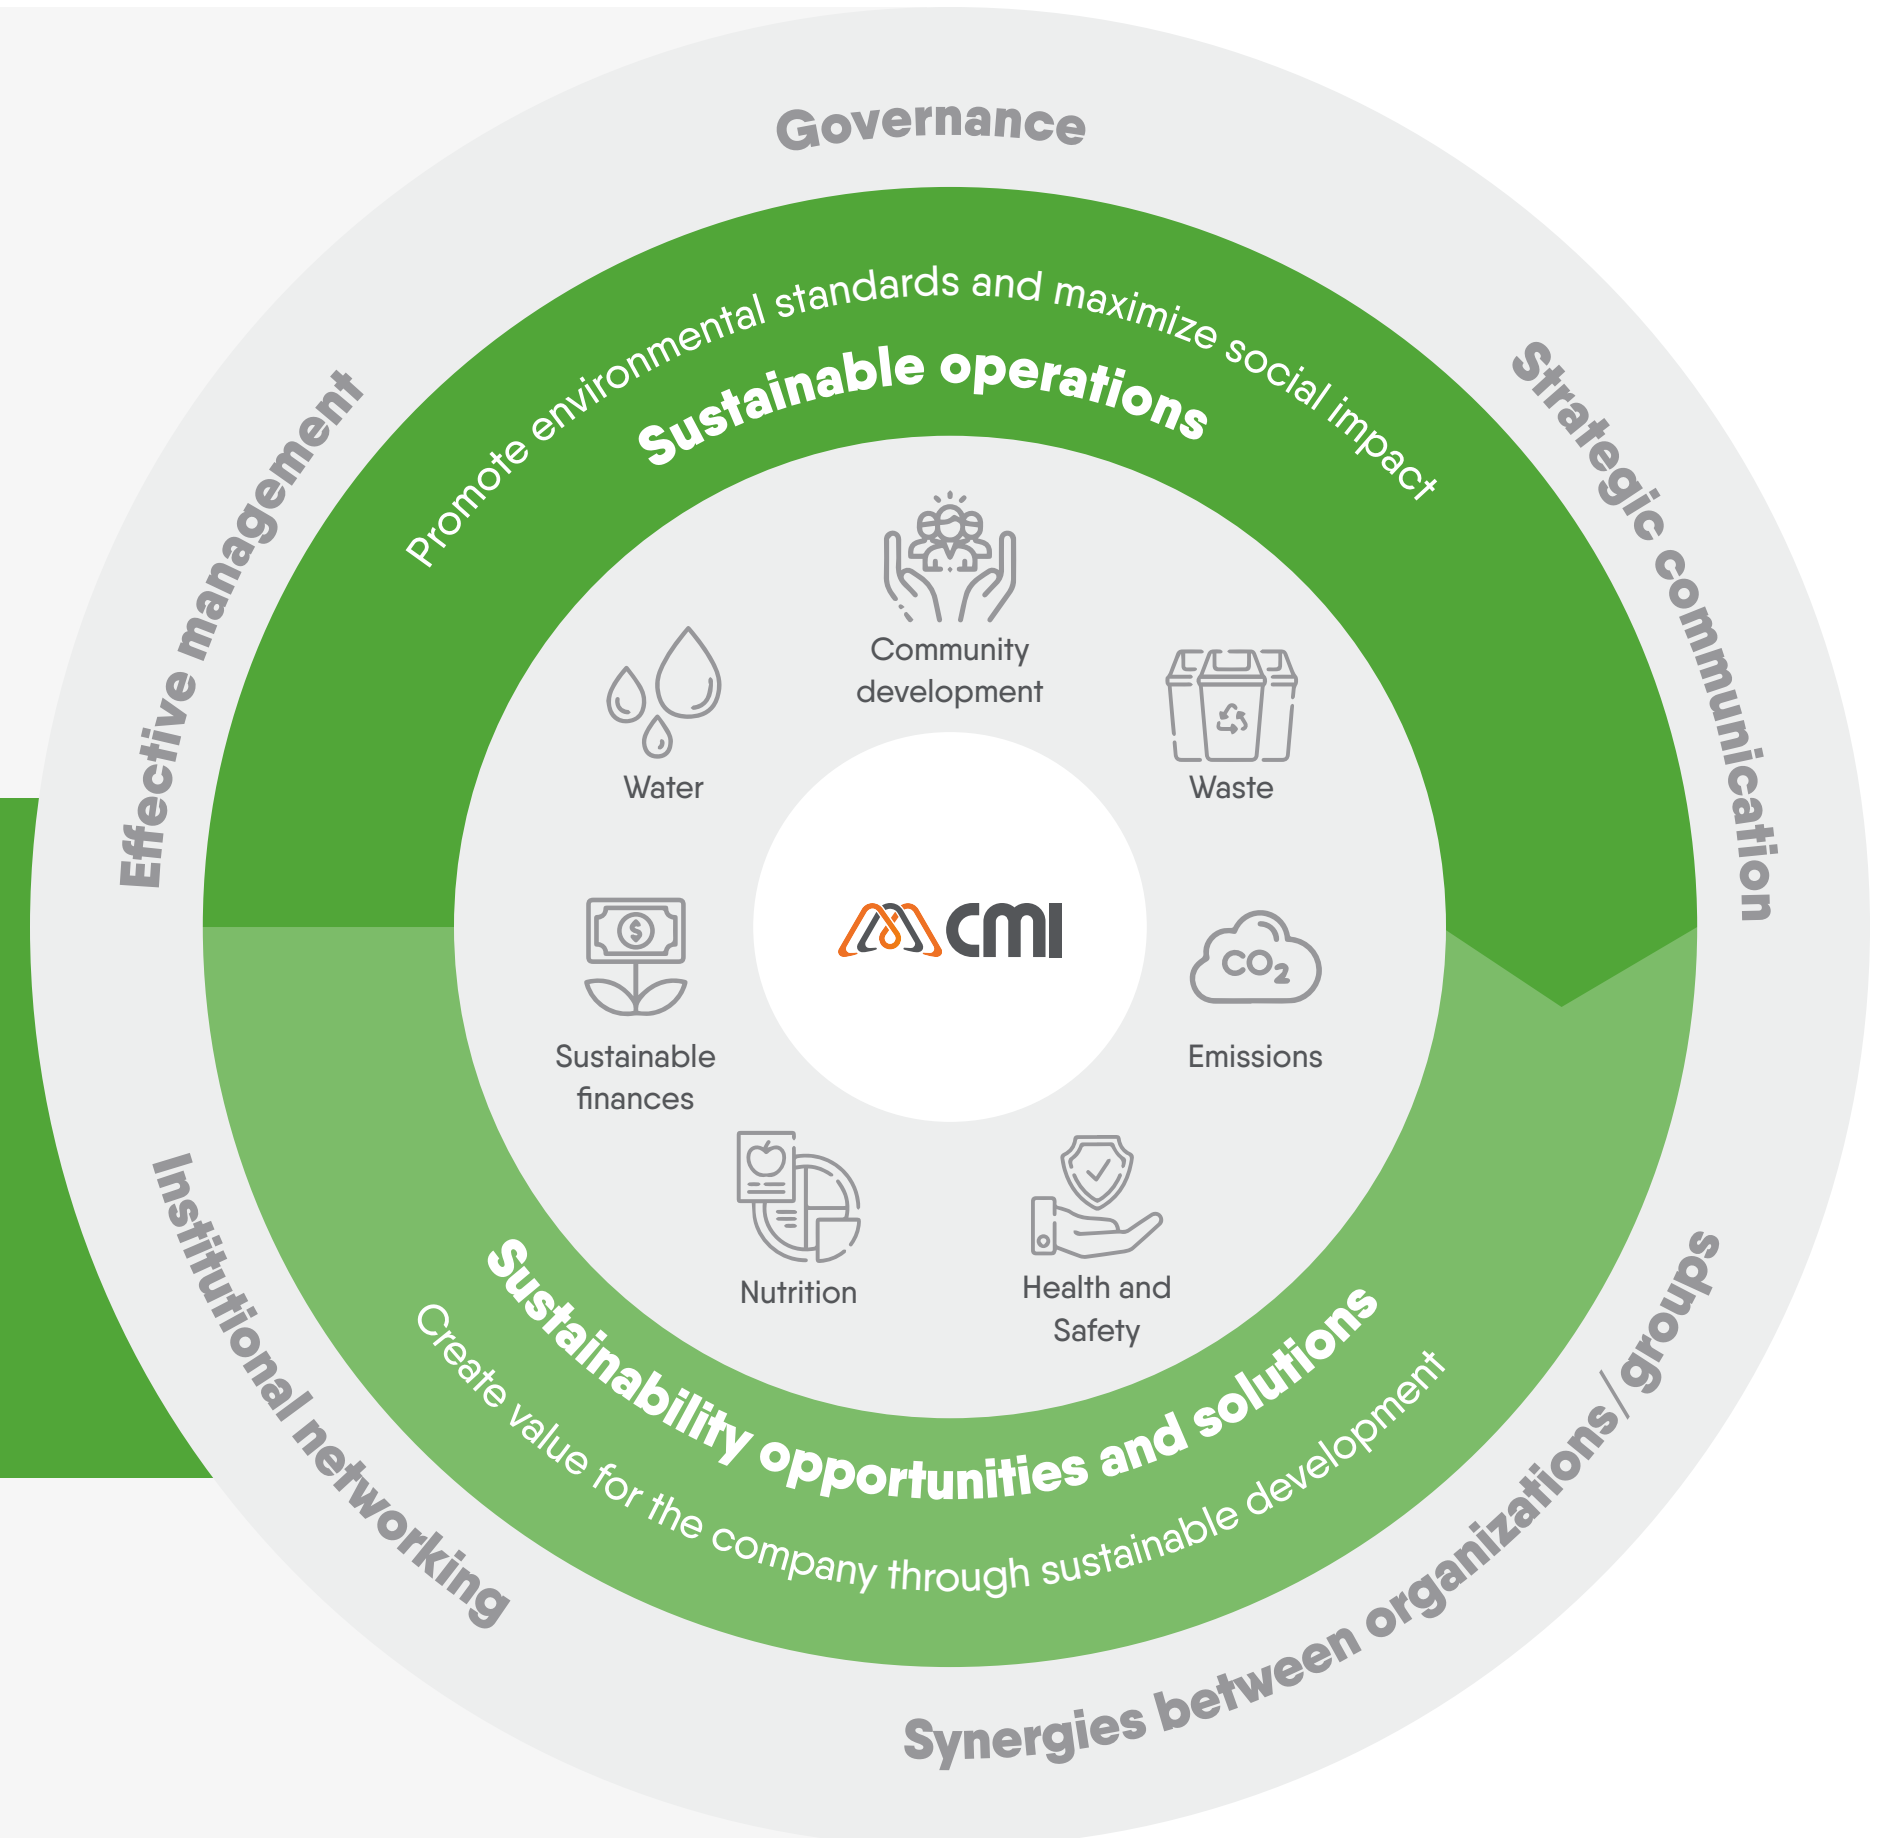 Governance
Strategic communication
Synergies between organizations/groups
Institutional networking
Effective management
Promote environmental standards and maximize social impact
Sustainable operations
Community
development
Water
Waste
CMI
$
CO2
Sustainable
finances
Emissions
Nutrition
Health and
Safety
Sustainability opportunities and solutions
Create value for the company through sustainable development